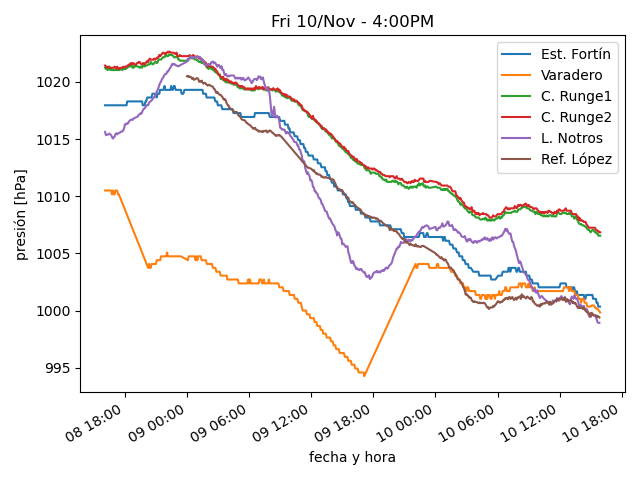 Fri 10/Nov - 4:00PM
presión [hPa]
1020
1015
1010
1005
1000
995
Est. Fortín
Varadero
C. Runge1
C. Runge2
L. Notros
Ref. López
08 18:00
09 00:00
09 06:00
09 12:00
09 18:00
10 00:00
10 06:00
10 12:00
10 18:00
fecha y hora